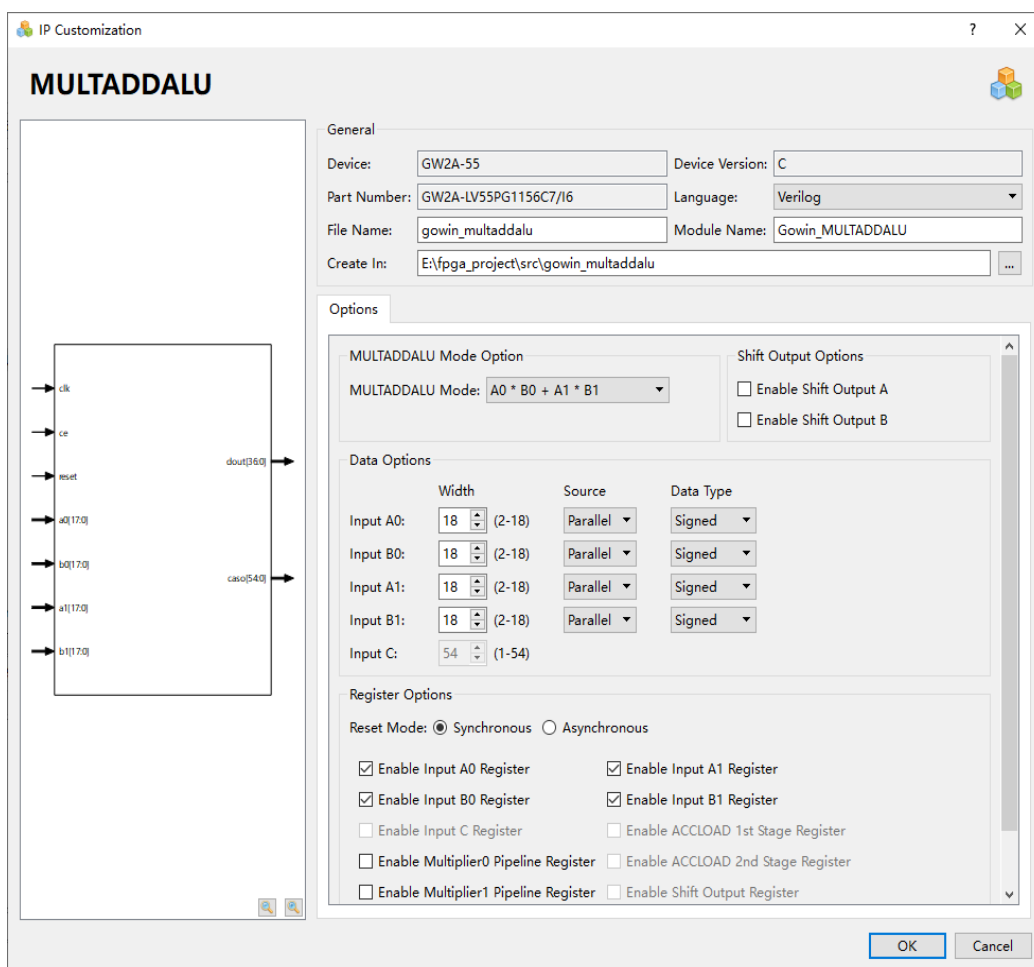 IP Customization ? ×
MULTADDALU
clk
ce
reset
a0[17:0]
b0[17:0]
a1[17:0]
b1[17:0]
dout[36:0]
caso[54:0]
General
Device: GW2A-55 Device Version: C
Part Number: GW2A-LV55PG1156C7/I6 Language: Verilog
File Name: gowin_multaddalu Module Name: Gowin_MULTADDALU
Create In: E:\fpga_project\src\gowin_multaddalu ...
Options
MULTADDALU Mode Option
MULTADDALU Mode: A0 * B0 + A1 * B1
Shift Output Options
Enable Shift Output A
Enable Shift Output B
Data Options
Width Source Data Type
Input A0: 18 (2-18) Parallel Signed
Input B0: 18 (2-18) Parallel Signed
Input A1: 18 (2-18) Parallel Signed
Input B1: 18 (2-18) Parallel Signed
Input C: 54 (1-54)
Register Options
Reset Mode: Synchronous Asynchronous
Enable Input A0 Register Enable Input A1 Register
Enable Input B0 Register Enable Input B1 Register
Enable Input C Register Enable ACCLOAD 1st Stage Register
Enable Multiplier0 Pipeline Register Enable ACCLOAD 2nd Stage Register
Enable Multiplier1 Pipeline Register Enable Shift Output Register
OK Cancel